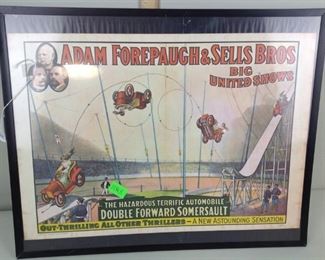 ADAM FOREPAUGH & SELLS BROS
BIG
UNITED SHOWS
THE HAZARDOUS TERRIFIC AUTOMOBILE
DOUBLE FORWARD SOMERSAULT
OUT-THRILLING ALL OTHER THRILLERS – A NEW ASTOUNDING SENSATION